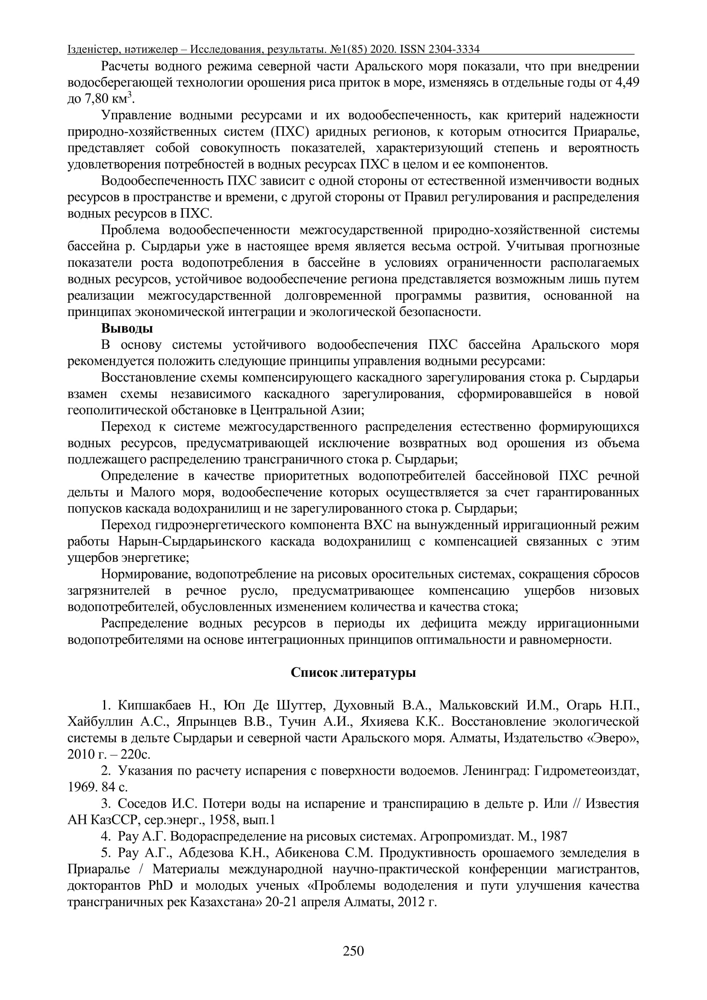 Ізденістер, нәтижелер – Исследования, результаты. №1(85) 2020. ISSN 2304-3334
Расчеты водного режима северной части Аральского моря показали, что при внедрении
водосберегающей технологии орошения риса приток в море, изменяясь в отдельные годы от 4,49
до 7,80 км³.
Управление водными ресурсами и их водообеспеченность, как критерий надежности
природно-хозяйственных систем (ПХС) аридных регионов, к которым относится Приаралье,
представляет собой совокупность показателей, характеризующий степень и вероятность
удовлетворения потребностей в водных ресурсах ПХС в целом и ее компонентов.
Водообеспеченность ПХС зависит с одной стороны от естественной изменчивости водных
ресурсов в пространстве и времени, с другой стороны от Правил регулирования и распределения
водных ресурсов в ПХС.
Проблема водообеспеченности межгосударственной природно-хозяйственной системы
бассейна р. Сырдарьи уже в настоящее время является весьма острой. Учитывая прогнозные
показатели роста водопотребления в бассейне в условиях ограниченности располагаемых
водных ресурсов, устойчивое водообеспечение региона представляется возможным лишь путем
реализации межгосударственной долговременной программы развития, основанной на
принципах экономической интеграции и экологической безопасности.
Выводы
В основу системы устойчивого водообеспечения ПХС бассейна Аральского моря
рекомендуется положить следующие принципы управления водными ресурсами:
Восстановление схемы компенсирующего каскадного зарегулирования стока р. Сырдарьи
взамен схемы независимого каскадного зарегулирования, сформировавшейся в новой
геополитической обстановке в Центральной Азии;
Переход к системе межгосударственного распределения естественно формирующихся
водных ресурсов, предусматривающей исключение возвратных вод орошения из объема
подлежащего распределению трансграничного стока р. Сырдарьи;
Определение в качестве приоритетных водопотребителей бассейновой ПХС речной
дельты и Малого моря, водообеспечение которых осуществляется за счет гарантированных
попусков каскада водохранилищ и не зарегулированного стока р. Сырдарьи;
Переход гидроэнергетического компонента ВХС на вынужденный ирригационный режим
работы Нарын-Сырдарьинского каскада водохранилищ с компенсацией связанных с этим
ущербов энергетике;
Нормирование, водопотребление на рисовых оросительных системах, сокращения сбросов
загрязнителей в речное русло, предусматривающее компенсацию ущербов низовых
водопотребителей, обусловленных изменением количества и качества стока;
Распределение водных ресурсов в периоды их дефицита между ирригационными
водопотребителями на основе интеграционных принципов оптимальности и равномерности.
Список литературы
1. Кипшакбаев Н., Юп Де Шуттер, Духовный В.А., Мальковский И.М., Огарь Н.П.,
Хайбуллин А.С., Япрынцев В.В., Тучин А.И., Яхияева К.К.. Восстановление экологической
системы в дельте Сырдарьи и северной части Аральского моря. Алматы, Издательство «Эверо»,
2010 г. – 220с.
2. Указания по расчету испарения с поверхности водоемов. Ленинград: Гидрометеоиздат,
1969. 84 с.
3. Соседов И.С. Потери воды на испарение и транспирацию в дельте р. Или // Известия
АН КазССР, сер.энерг., 1958, вып.1
4. Рау А.Г. Водораспределение на рисовых системах. Агропромиздат. М., 1987
5. Рау А.Г., Абдезова К.Н., Абикенова С.М. Продуктивность орошаемого земледелия в
Приаралье / Материалы международной научно-практической конференции магистрантов,
докторантов PhD и молодых ученых «Проблемы вододеления и пути улучшения качества
трансграничных рек Казахстана» 20-21 апреля Алматы, 2012 г.
250